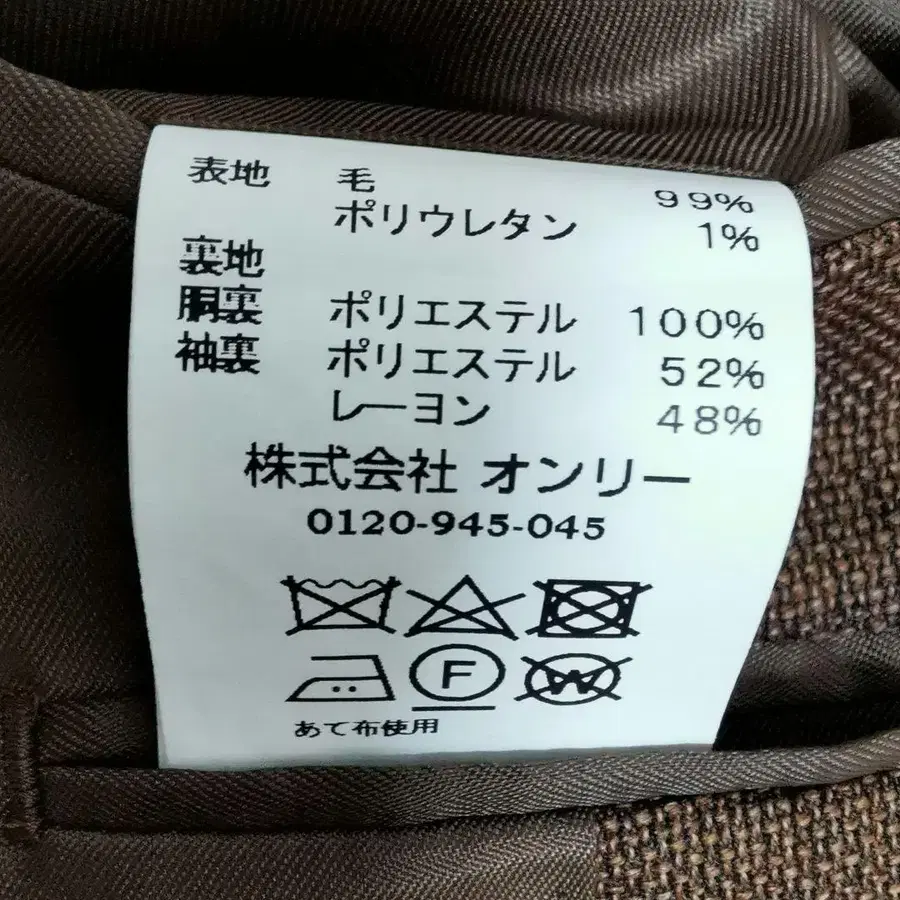 表地 毛 99%
ポリウレタン 1%
裏地
胴裏 ポリエステル 100%
袖裏 ポリエステル 52%
レーヨン 48%
株式会社 オンリー
0120-945-045
F W
あて布使用